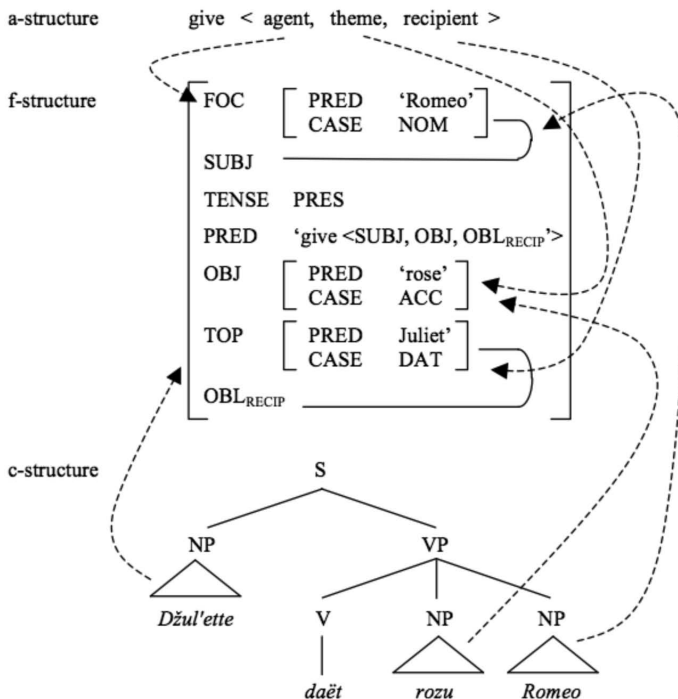 a-structure give < agent, theme, recipient >
f-structure
FOC PRED ‘Romeo’
CASE NOM
SUBJ
TENSE PRES
PRED ‘give <SUBJ, OBJ, OBL_RECIP’>
OBJ PRED ‘rose’
CASE ACC
TOP PRED Juliet’
CASE DAT
OBL_RECIP
c-structure
S
NP VP
Džul'ette V NP NP
daët rozu Romeo